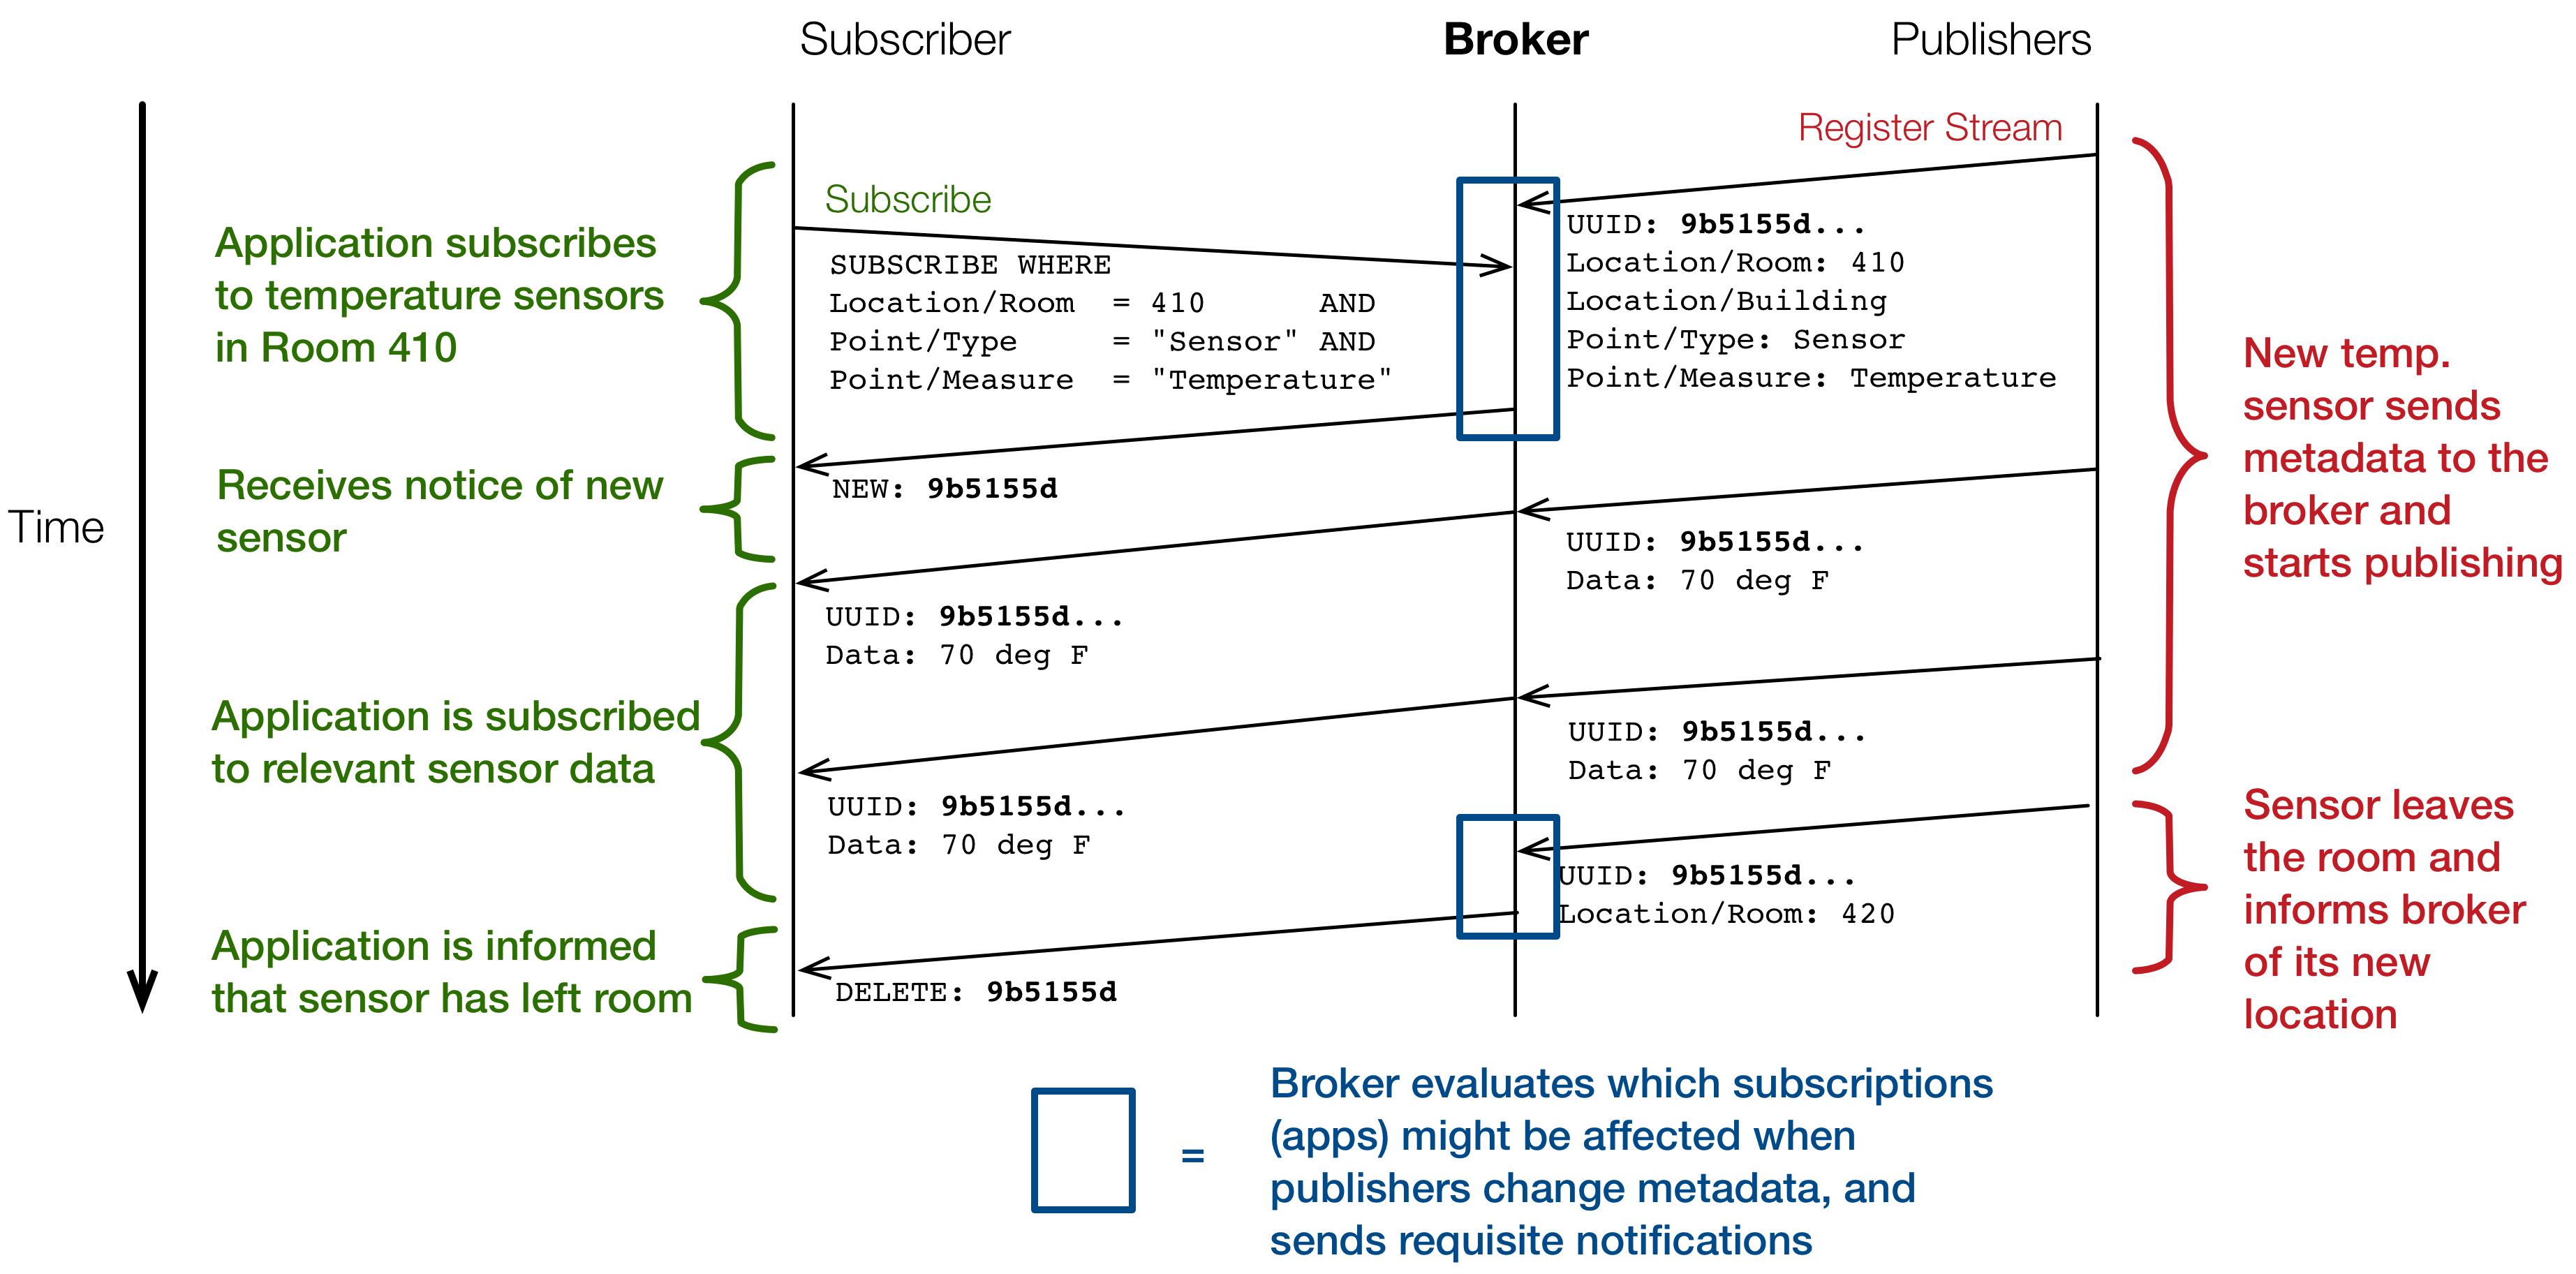 Subscriber
Broker
Publishers
Time
Application subscribes
to temperature sensors
in Room 410
Receives notice of new
sensor
Application is subscribed
to relevant sensor data
Application is informed
that sensor has left room
Subscribe
SUBSCRIBE WHERE
Location/Room = 410 AND
Point/Type = "Sensor" AND
Point/Measure = "Temperature"
NEW: 9b5155d
UUID: 9b5155d...
Data: 70 deg F
UUID: 9b5155d...
Data: 70 deg F
DELETE: 9b5155d
Register Stream
UUID: 9b5155d...
Location/Room: 410
Location/Building
Point/Type: Sensor
Point/Measure: Temperature
UUID: 9b5155d...
Data: 70 deg F
UUID: 9b5155d...
Data: 70 deg F
UUID: 9b5155d...
Location/Room: 420
New temp.
sensor sends
metadata to the
broker and
starts publishing
Sensor leaves
the room and
informs broker
of its new
location
=
Broker evaluates which subscriptions
(apps) might be affected when
publishers change metadata, and
sends requisite notifications